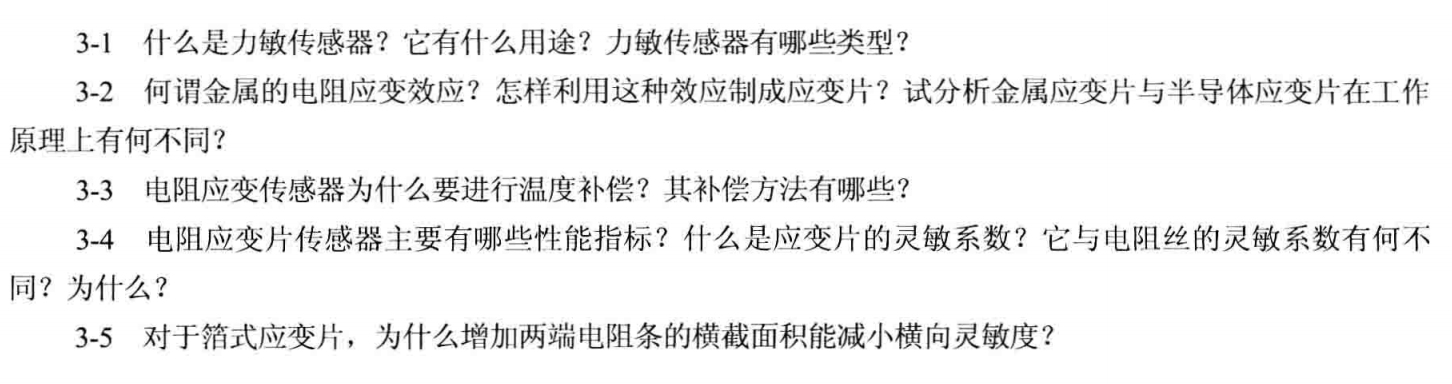 3-1 什么是力敏传感器？它有什么用途？力敏传感器有哪些类型？
3-2 何谓金属的电阻应变效应？怎样利用这种效应制成应变片？试分析金属应变片与半导体应变片在工作
原理上有何不同？
3-3 电阻应变传感器为什么要进行温度补偿？其补偿方法有哪些？
3-4 电阻应变片传感器主要有哪些性能指标？什么是应变片的灵敏系数？它与电阻丝的灵敏系数有何不
同？为什么？
3-5 对于箔式应变片，为什么增加两端电阻条的横截面积能减小横向灵敏度？